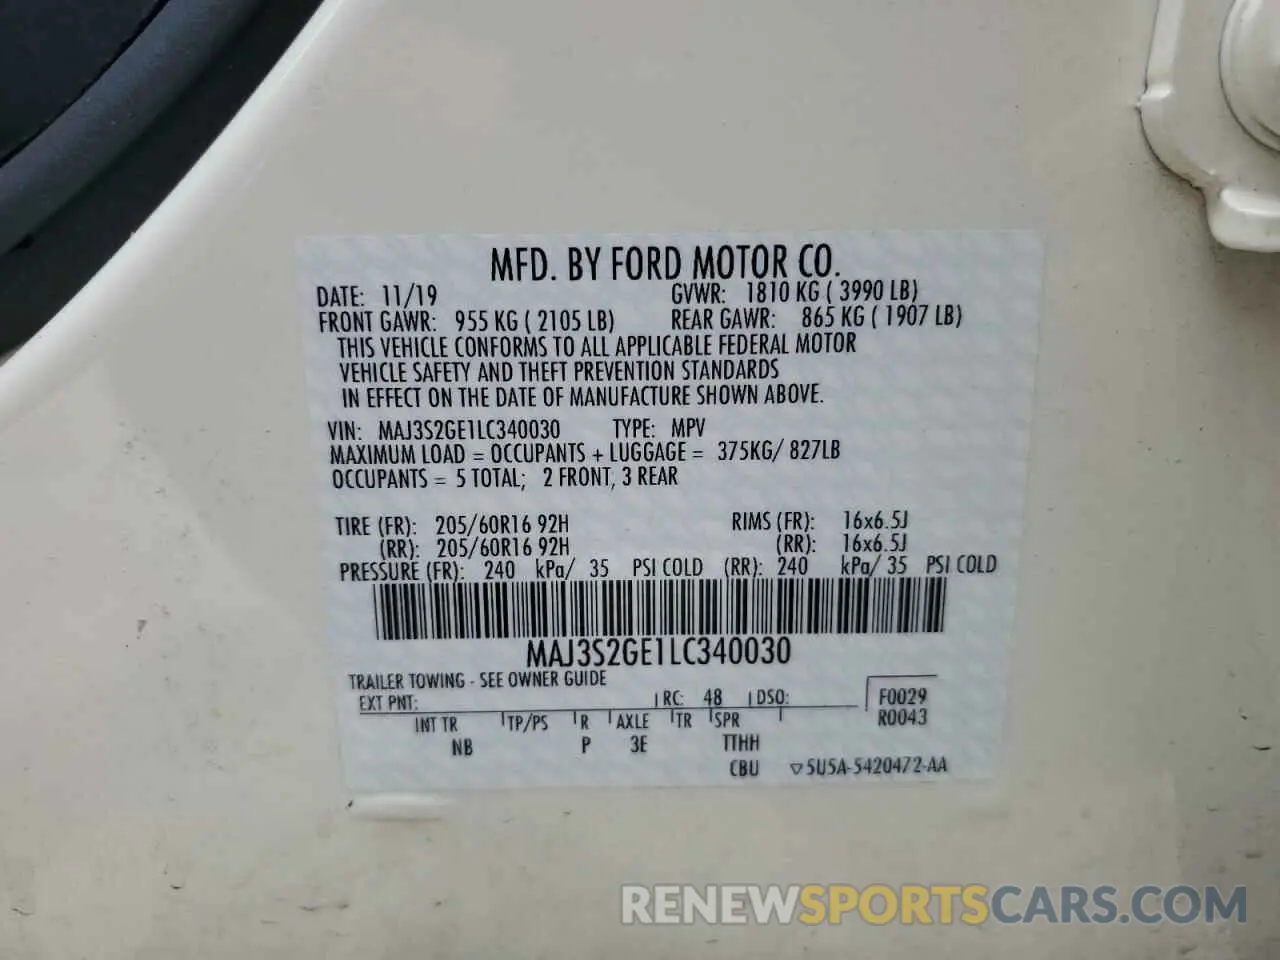 MFD. BY FORD MOTOR CO.
DATE: 11/19 GVWR: 1810 KG ( 3990 LB)
FRONT GAWR: 955 KG ( 2105 LB) REAR GAWR: 865 KG ( 1907 LB)
THIS VEHICLE CONFORMS TO ALL APPLICABLE FEDERAL MOTOR
VEHICLE SAFETY AND THEFT PREVENTION STANDARDS
IN EFFECT ON THE DATE OF MANUFACTURE SHOWN ABOVE.
VIN: MAJ3S2GE1LC340030 TYPE: MPV
MAXIMUM LOAD = OCCUPANTS + LUGGAGE = 375KG/ 827LB
OCCUPANTS = 5 TOTAL; 2 FRONT, 3 REAR
TIRE (FR): 205/60R16 92H RIMS (FR): 16x6.5J
(RR): 205/60R16 92H (RR): 16x6.5J
PRESSURE (FR): 240 kPa/ 35 PSI COLD (RR): 240 kPa/ 35 PSI COLD
MAJ3S2GE1LC340030
TRAILER TOWING - SEE OWNER GUIDE
EXT PNT: RC: 48 DSO: F0029
INT TR TP/PS R AXLE TR SPR R0043
NB P 3E TTHH
CBU ▽5U5A-5420472-AA
RENEWSPORTSCARS.COM